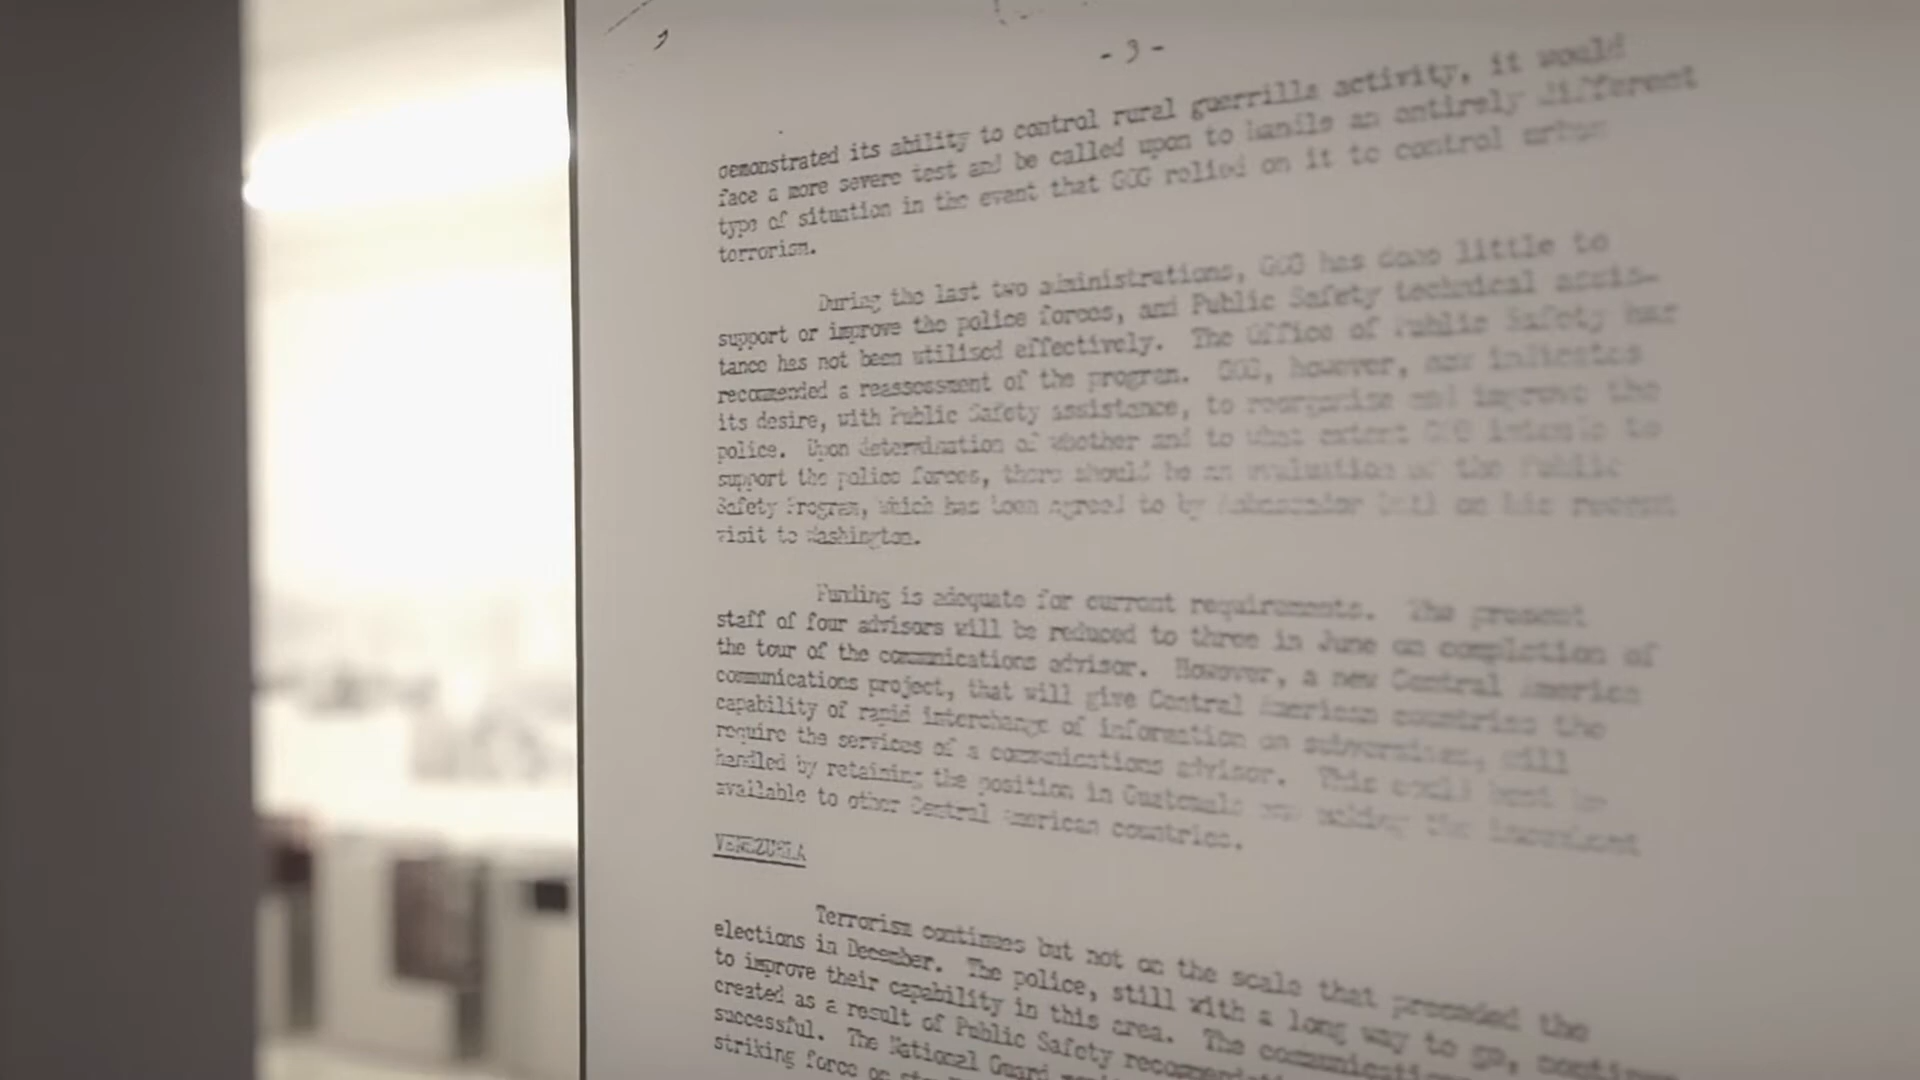 - 3 -
demonstrated its ability to control rural guerrilla activity, it would
face a more severe test and be called upon to handle an entirely different
type of situation in the event that GOG relied on it to control urban
terrorism.
During the last two administrations, GOG has done little to
support or improve the police forces, and Public Safety technical assis-
tance has not been utilized effectively. The Office of Public Safety has
recommended a reassessment of the program. GOG, however, now indicates
its desire, with Public Safety assistance, to reorganize and improve the
police. Upon determination of whether and to what extent GOG intends to
support the police forces, there should be an evaluation of the Public
Safety Program, which has been agreed to by Ambassador on his recent
visit to Washington.
Funding is adequate for current requirements. The present
staff of four advisors will be reduced to three in June on completion of
the tour of the communications advisor. However, a new Central American
communications project, that will give Central American countries the
capability of rapid interchange of information on subversives, will
require the services of a communications advisor. This could best be
handled by retaining the position in Guatemala and making the incumbent
available to other Central American countries.
VENEZUELA
Terrorism continues but not on the scale that preceded the
elections in December. The police, still with a long way to go, continue
to improve their capability in this area. The
created as a result of Public Safety
successful. The National Guard
striking force